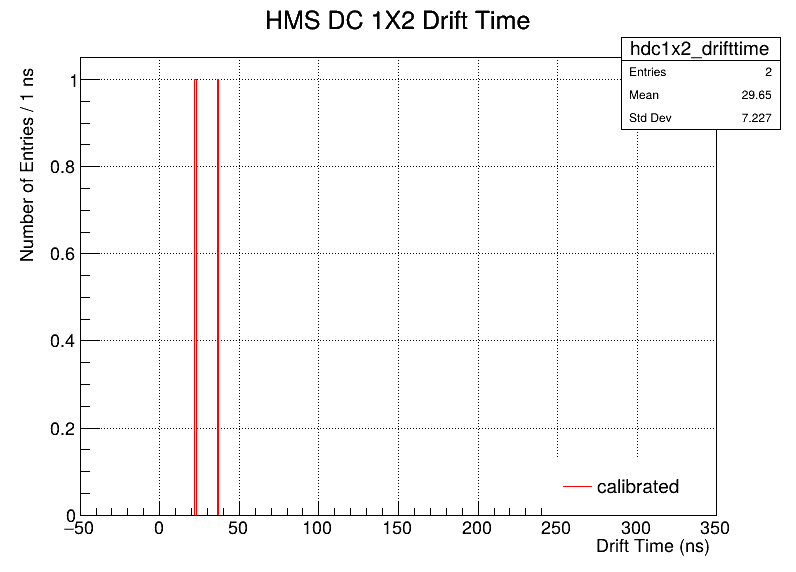 HMS DC 1X2 Drift Time
hdc1x2_drifttime
Entries 2
Mean 29.65
Std Dev 7.227
Number of Entries / 1 ns
1
0.8
0.6
0.4
0.2
0
−50 0 50 100 150 200 250 300 350
Drift Time (ns)
calibrated